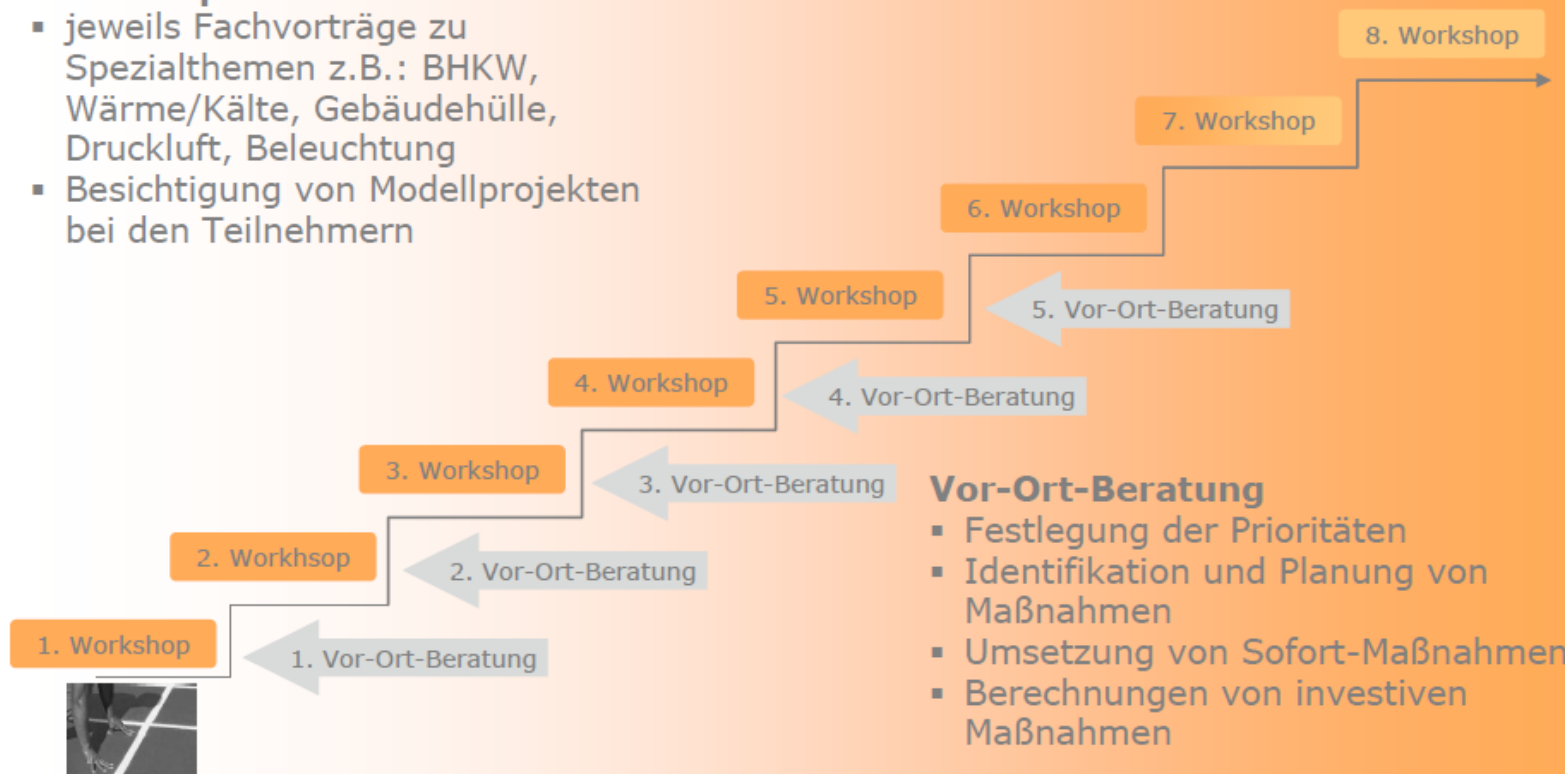 ▪ jeweils Fachvorträge zu
Spezialthemen z.B.: BHKW,
Wärme/Kälte, Gebäudehülle,
Druckluft, Beleuchtung
▪ Besichtigung von Modellprojekten
bei den Teilnehmern
8. Workshop
7. Workshop
6. Workshop
5. Workshop
5. Vor-Ort-Beratung
4. Workshop
4. Vor-Ort-Beratung
3. Workshop
3. Vor-Ort-Beratung
2. Workhsop
2. Vor-Ort-Beratung
1. Workshop
1. Vor-Ort-Beratung
Vor-Ort-Beratung
▪ Festlegung der Prioritäten
▪ Identifikation und Planung von
Maßnahmen
▪ Umsetzung von Sofort-Maßnahmen
▪ Berechnungen von investiven
Maßnahmen